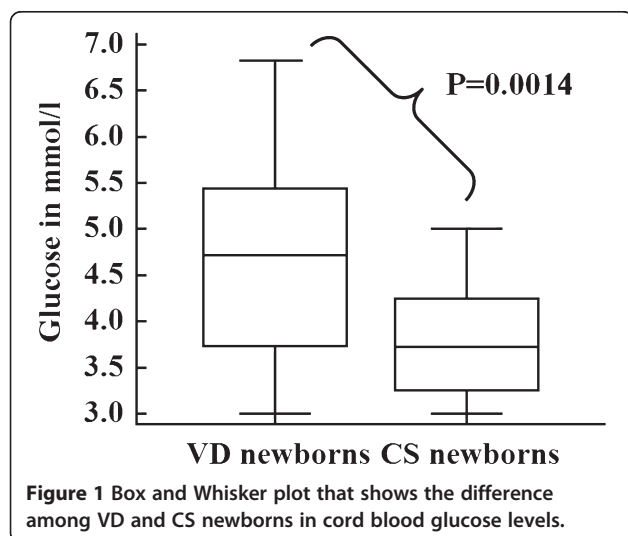 7.0
6.5
6.0
5.5
5.0
4.5
4.0
3.5
3.0
Glucose in mmol/l
P=0.0014
VD newborns CS newborns
Figure 1 Box and Whisker plot that shows the difference
among VD and CS newborns in cord blood glucose levels.